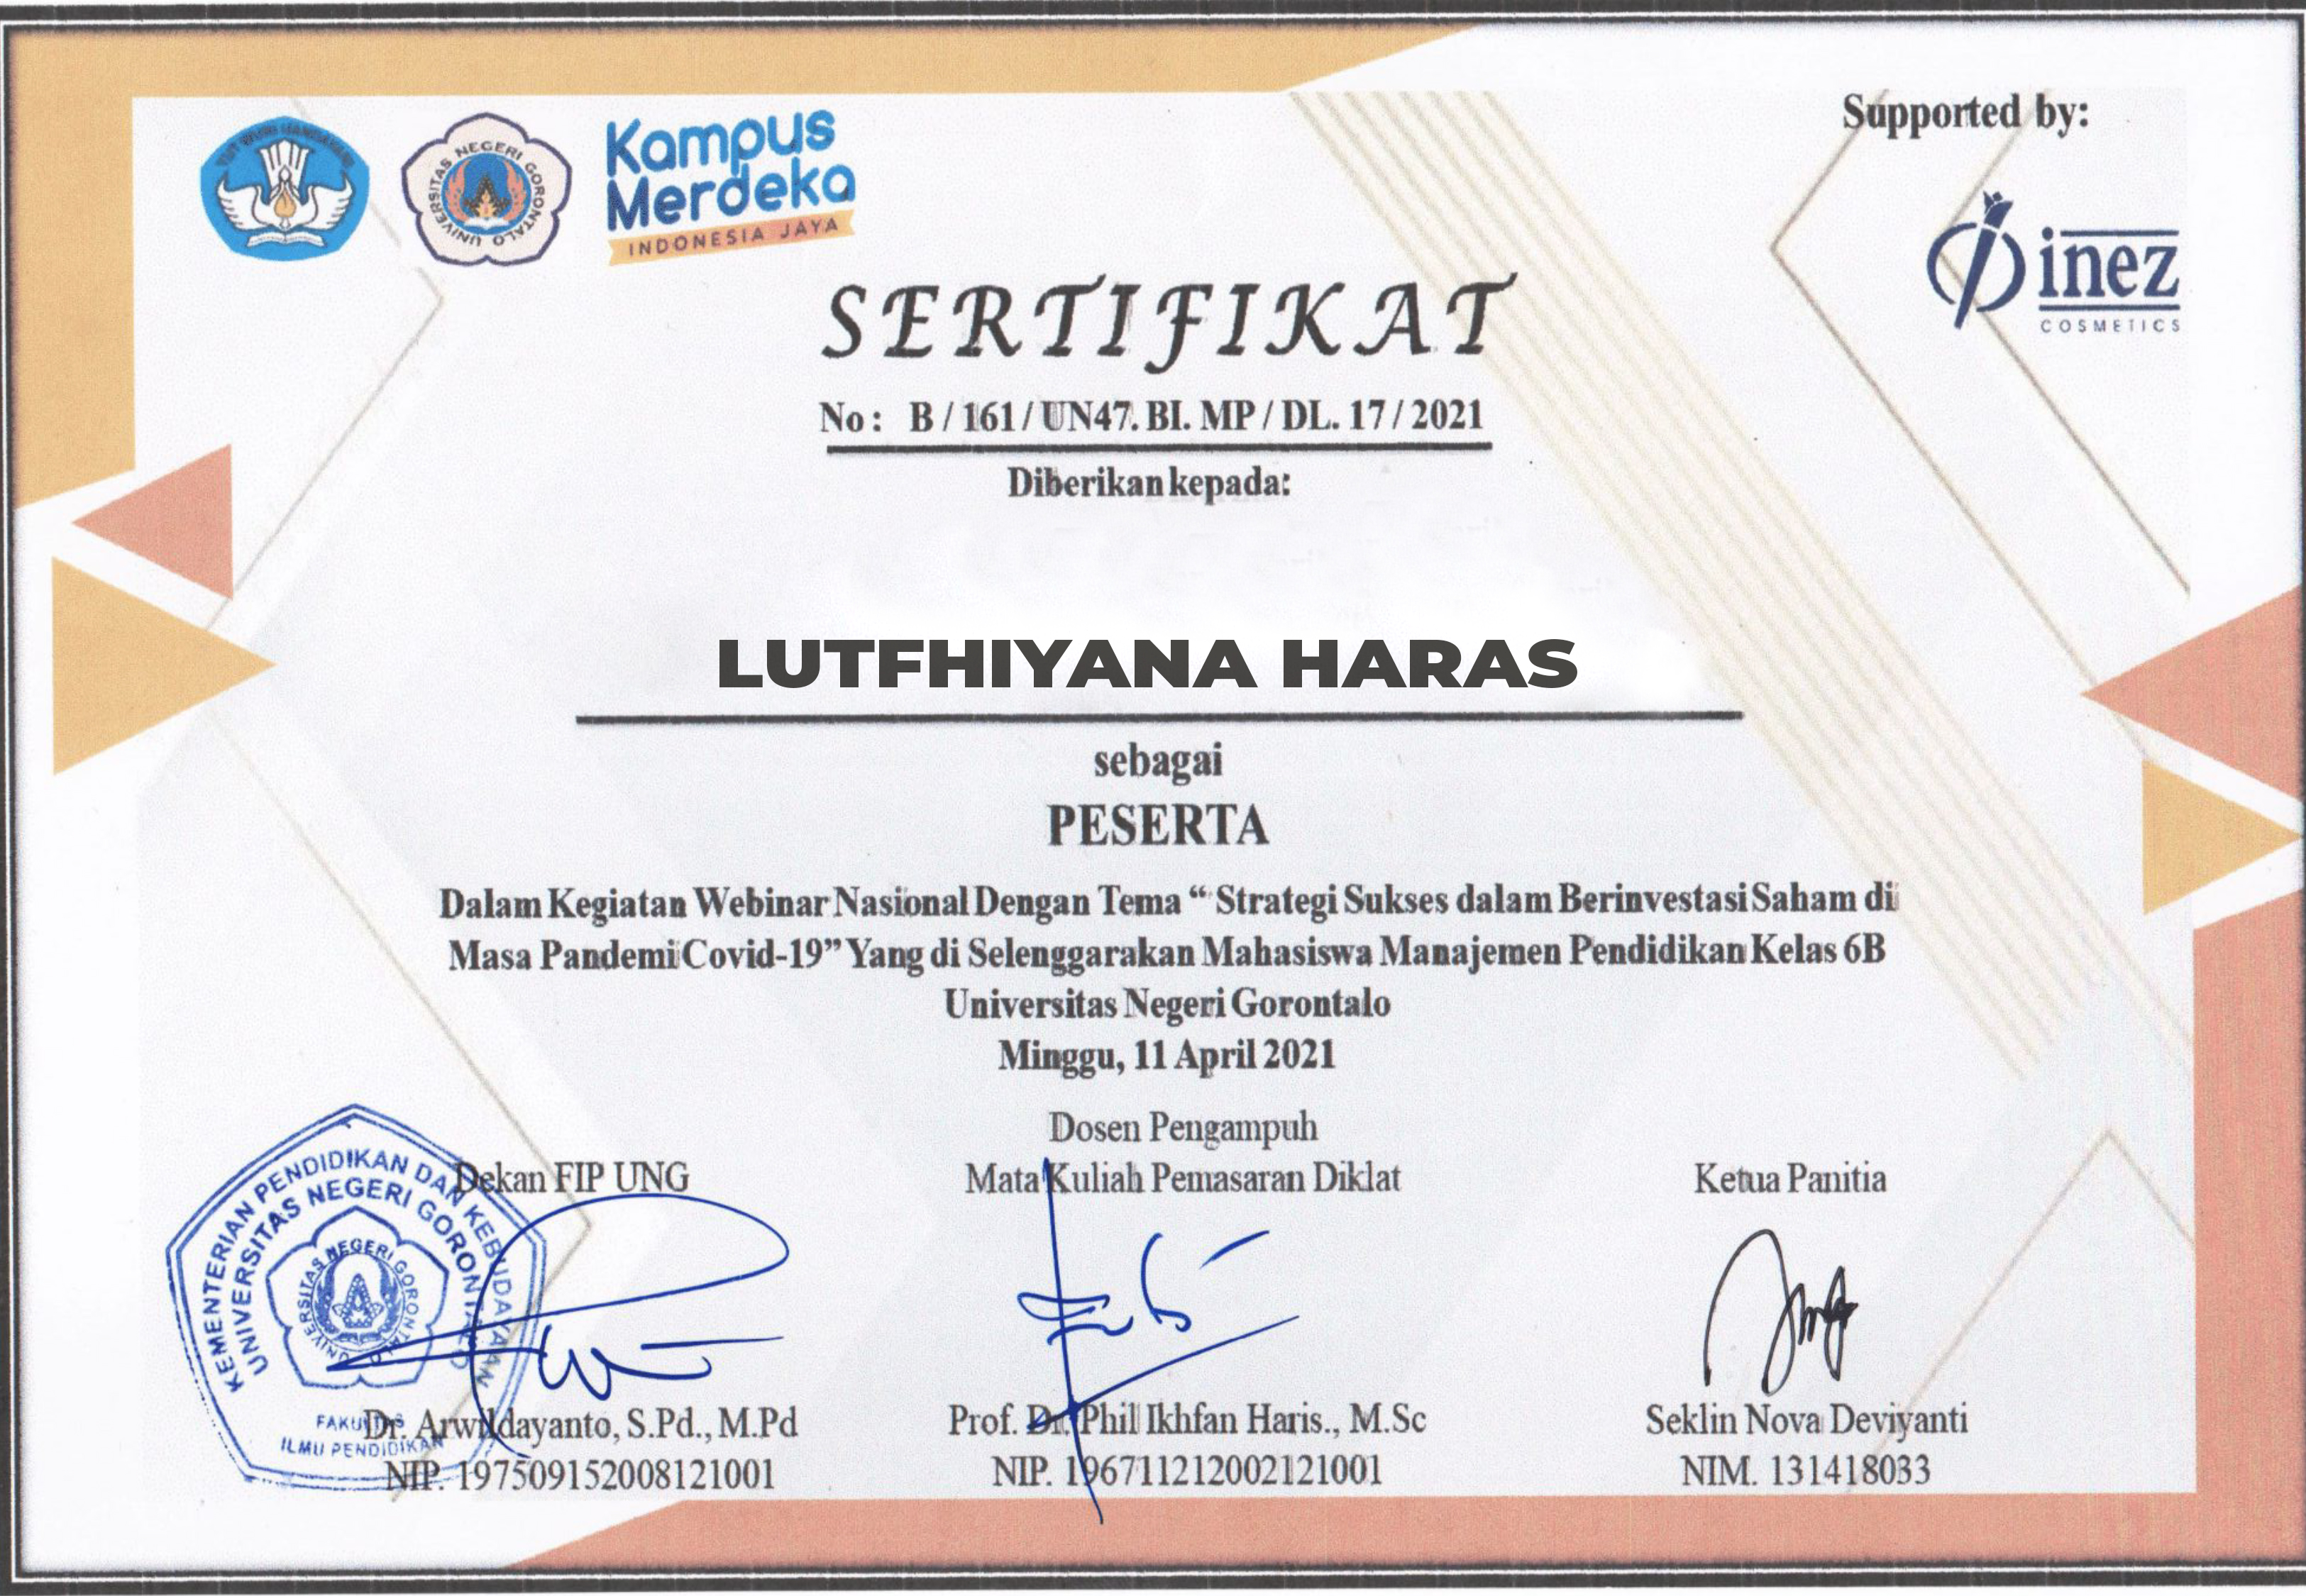 TUT WURI HANDAYANI
UNIVERSITAS NEGERI GORONTALO
Kampus
Merdeka
INDONESIA JAYA
Supported by:
inez
COSMETICS
SERTIFIKAT
No : B / 161 / UN47. BI. MP / DL. 17 / 2021
Diberikan kepada:
LUTFHIYANA HARAS
sebagai
PESERTA
Dalam Kegiatan Webinar Nasional Dengan Tema “ Strategi Sukses dalam Berinvestasi Saham di
Masa Pandemi Covid-19” Yang di Selenggarakan Mahasiswa Manajemen Pendidikan Kelas 6B
Universitas Negeri Gorontalo
Minggu, 11 April 2021
Dekan FIP UNG
Dosen Pengampuh
Mata Kuliah Pemasaran Diklat
Ketua Panitia
KEMENTERIAN PENDIDIKAN DAN KEBUDAYAAN
UNIVERSITAS NEGERI GORONTALO
UNIVERSITAS NEGERI GORONTALO
FAKULTAS
ILMU PENDIDIKAN
Dr. Arwildayanto, S.Pd., M.Pd
NIP. 197509152008121001
Prof. Dr. Phil Ikhfan Haris., M.Sc
NIP. 196711212002121001
Seklin Nova Deviyanti
NIM. 131418033